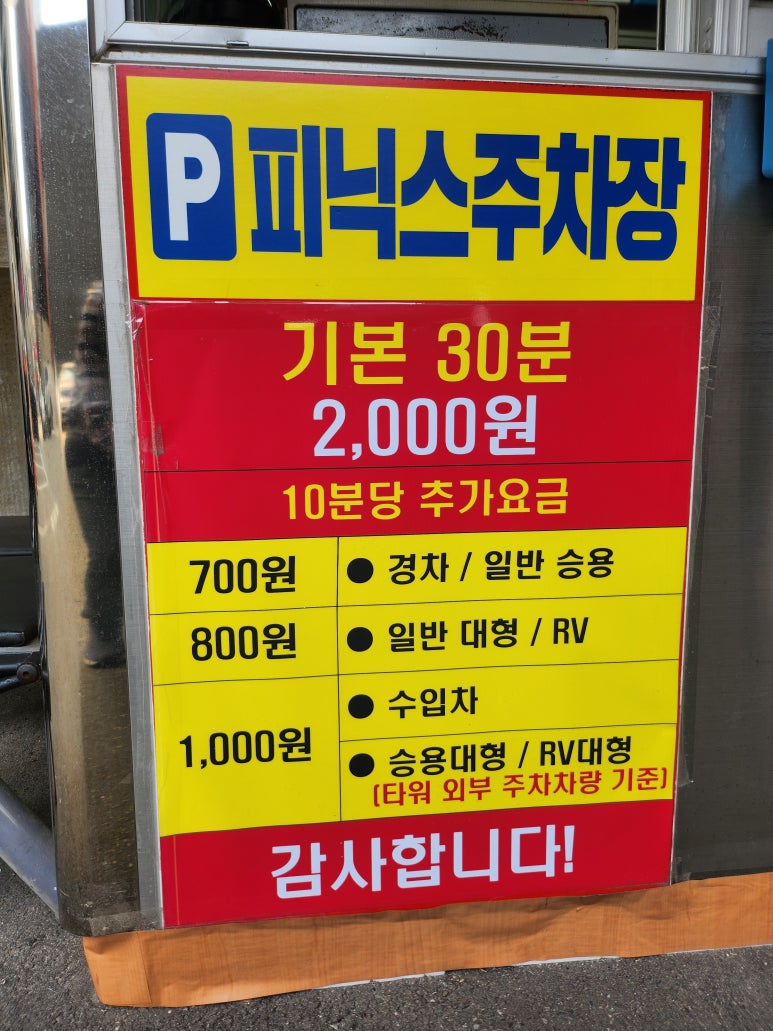 P 피닉스주차장
기본 30분
2,000원
10분당 추가요금
700원 ● 경차 / 일반 승용
800원 ● 일반 대형 / RV
1,000원 ● 수입차
● 승용대형 / RV대형
(타워 외부 주차차량 기준)
감사합니다!